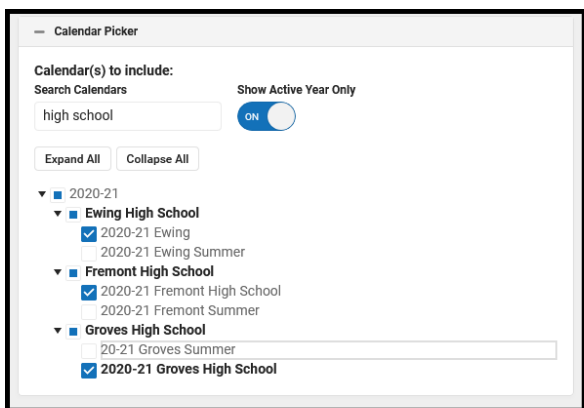 Calendar Picker
Calendar(s) to include:
Search Calendars Show Active Year Only
high school ON
Expand All Collapse All
2020-21
Ewing High School
2020-21 Ewing
2020-21 Ewing Summer
Fremont High School
2020-21 Fremont High School
2020-21 Fremont Summer
Groves High School
20-21 Groves Summer
2020-21 Groves High School